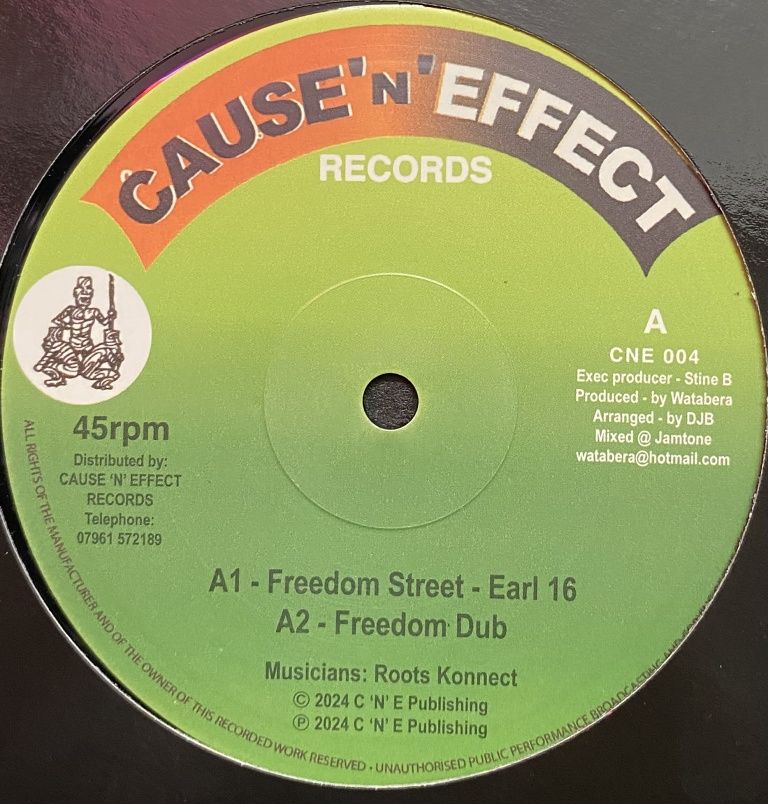 CAUSE 'N' EFFECT
RECORDS
A
CNE 004
Exec producer - Stine B
Produced - by Watabera
Arranged - by DJB
Mixed @ Jamtone
watabera@hotmail.com
45rpm
Distributed by:
CAUSE 'N' EFFECT
RECORDS
Telephone:
07961 572189
A1 - Freedom Street - Earl 16
A2 - Freedom Dub
Musicians: Roots Konnect
© 2024 C 'N' E Publishing
℗ 2024 C 'N' E Publishing
ALL RIGHTS OF THE MANUFACTURER AND OF THE OWNER OF THIS RECORDED WORK RESERVED • UNAUTHORISED PUBLIC PERFORMANCE BROADCASTING AND